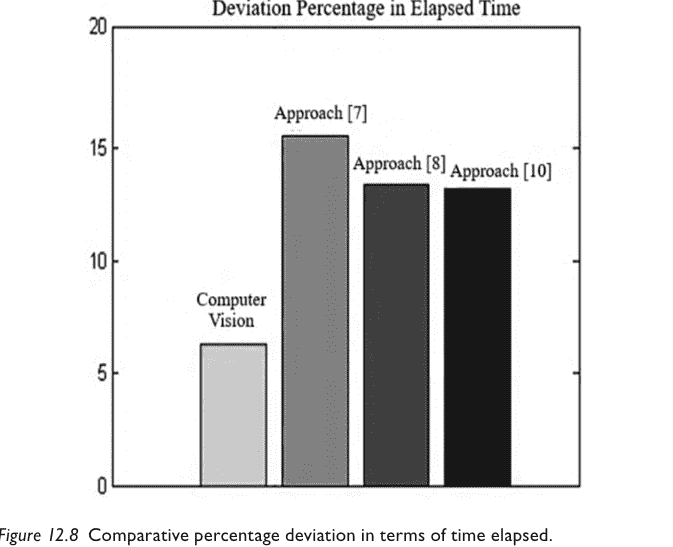 Deviation Percentage in Elapsed Time
20
15
10
5
0
Approach [7]
Approach [8]
Approach [10]
Computer
Vision
Figure 12.8 Comparative percentage deviation in terms of time elapsed.